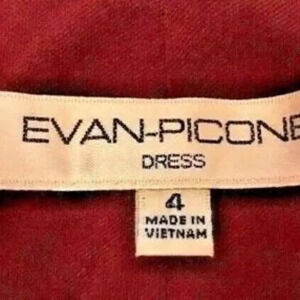 EVAN-PICONE
DRESS
4
MADE IN
VIETNAM